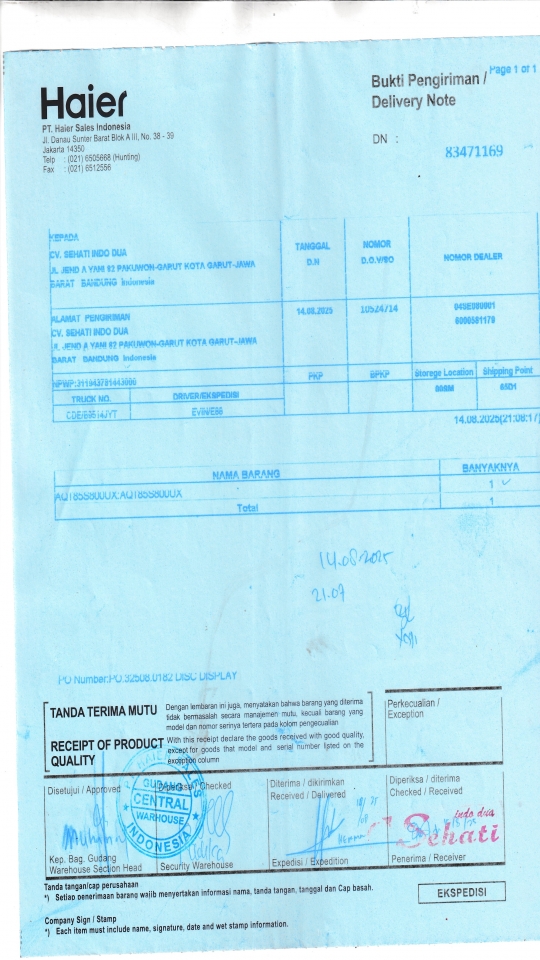 Haier
PT. Haier Sales Indonesia
Jl. Danau Sunter Barat Blok A III, No. 38 - 39
Jakarta 14350
Telp : (021) 6505668 (Hunting)
Fax : (021) 6512556
Page 1 of 1
Bukti Pengiriman /
Delivery Note
DN :
83471169
KEPADA
CV. SEHATI INDO DUA
JL JEND A YANI 82 PAKUWON-GARUT KOTA GARUT-JAWA
BARAT BANDUNG Indonesia
TANGGAL
D.N
NOMOR
D.O.V/RO
NOMOR DEALER
ALAMAT PENGIRIMAN
CV. SEHATI INDO DUA
JL JEND A YANI 82 PAKUWON-GARUT KOTA GARUT-JAWA
BARAT BANDUNG Indonesia
14.08.2025
10524714
PKP
Storege Location
Shipping Point
TRUCK NO.
DRIVER/EKSPEDISI
14.08.2025(21:06:17)
NAMA BARANG
BANYAKNYA
AQT85S800UX:AQT85S800UX
1
Total
1
14.08.2025
21.07
PO Number:PO.32508.0182 DISC DISPLAY
TANDA TERIMA MUTU
Dengan lembaran ini juga, menyatakan bahwa barang yang diterima
tidak bermasalah secara manajemen mutu, kecuali barang yang
model dan nomor serinya tertera pada kolom pengecualian
RECEIPT OF PRODUCT
QUALITY
With this receipt declare the goods received with good quality,
except for goods that model and serial number listed on the
exception column
Perkecualian /
Exception
Disetujui / Approved
Checked
Diterima / dikirimkan
Received / Delivered
Diperiksa / diterima
Checked / Received
GUDANG
CENTRAL
WARHOUSE
INDONESIA
indo dua
Sehati
Kep. Bag. Gudang
Warehouse Section Head
Security Warehouse
Expedisi / Expedition
Penerima / Receiver
Tanda tangan/cap perusahaan
*) Setiap penerimaan barang wajib menyertakan informasi nama, tanda tangan, tanggal dan Cap basah.
EKSPEDISI
Company Sign / Stamp
*) Each item must include name, signature, date and wet stamp information.